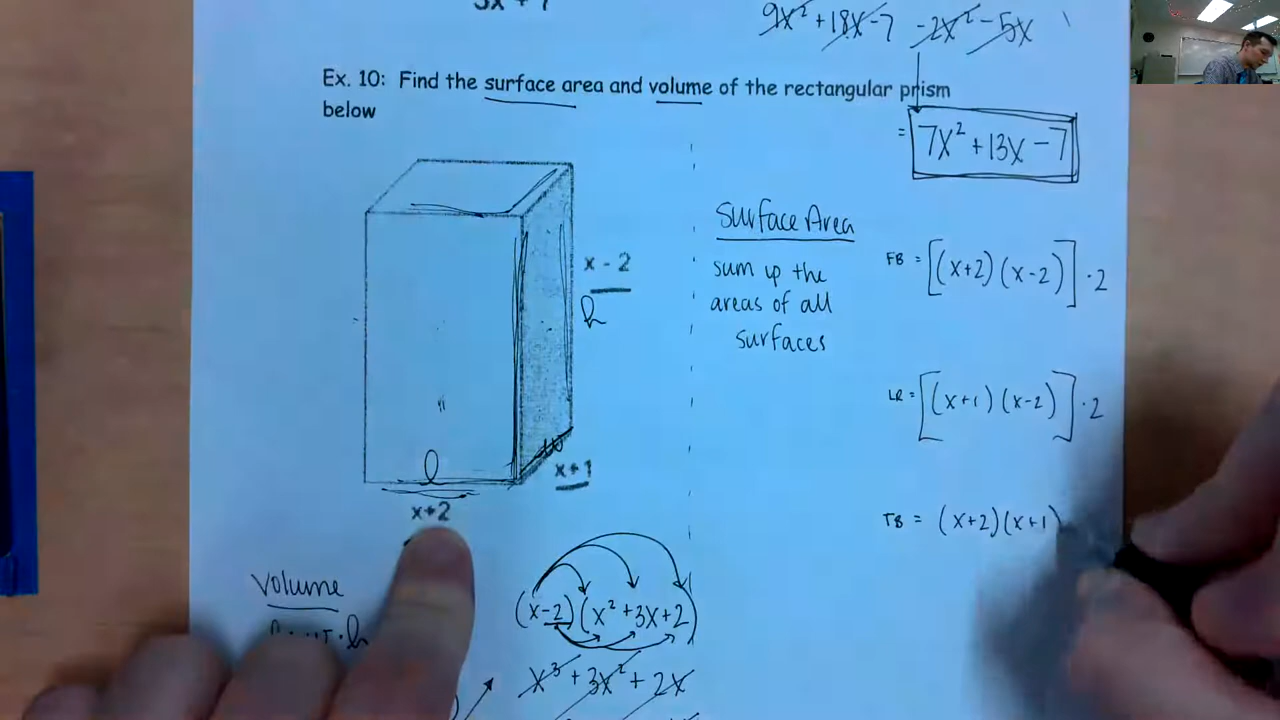 9x² + 18x - 7 - 2x² - 5x
Ex. 10: Find the surface area and volume of the rectangular prism
below
= 7x² + 13x - 7
Surface Area
sum up the
areas of all
surfaces
FB = [(x+2)(x-2)] · 2
LR = [(x+1)(x-2)] · 2
TB = (x+2)(x+1)
x - 2
h
l
w
x + 1
x + 2
Volume
(x-2)(x² + 3x + 2)
x³ + 3x² + 2x